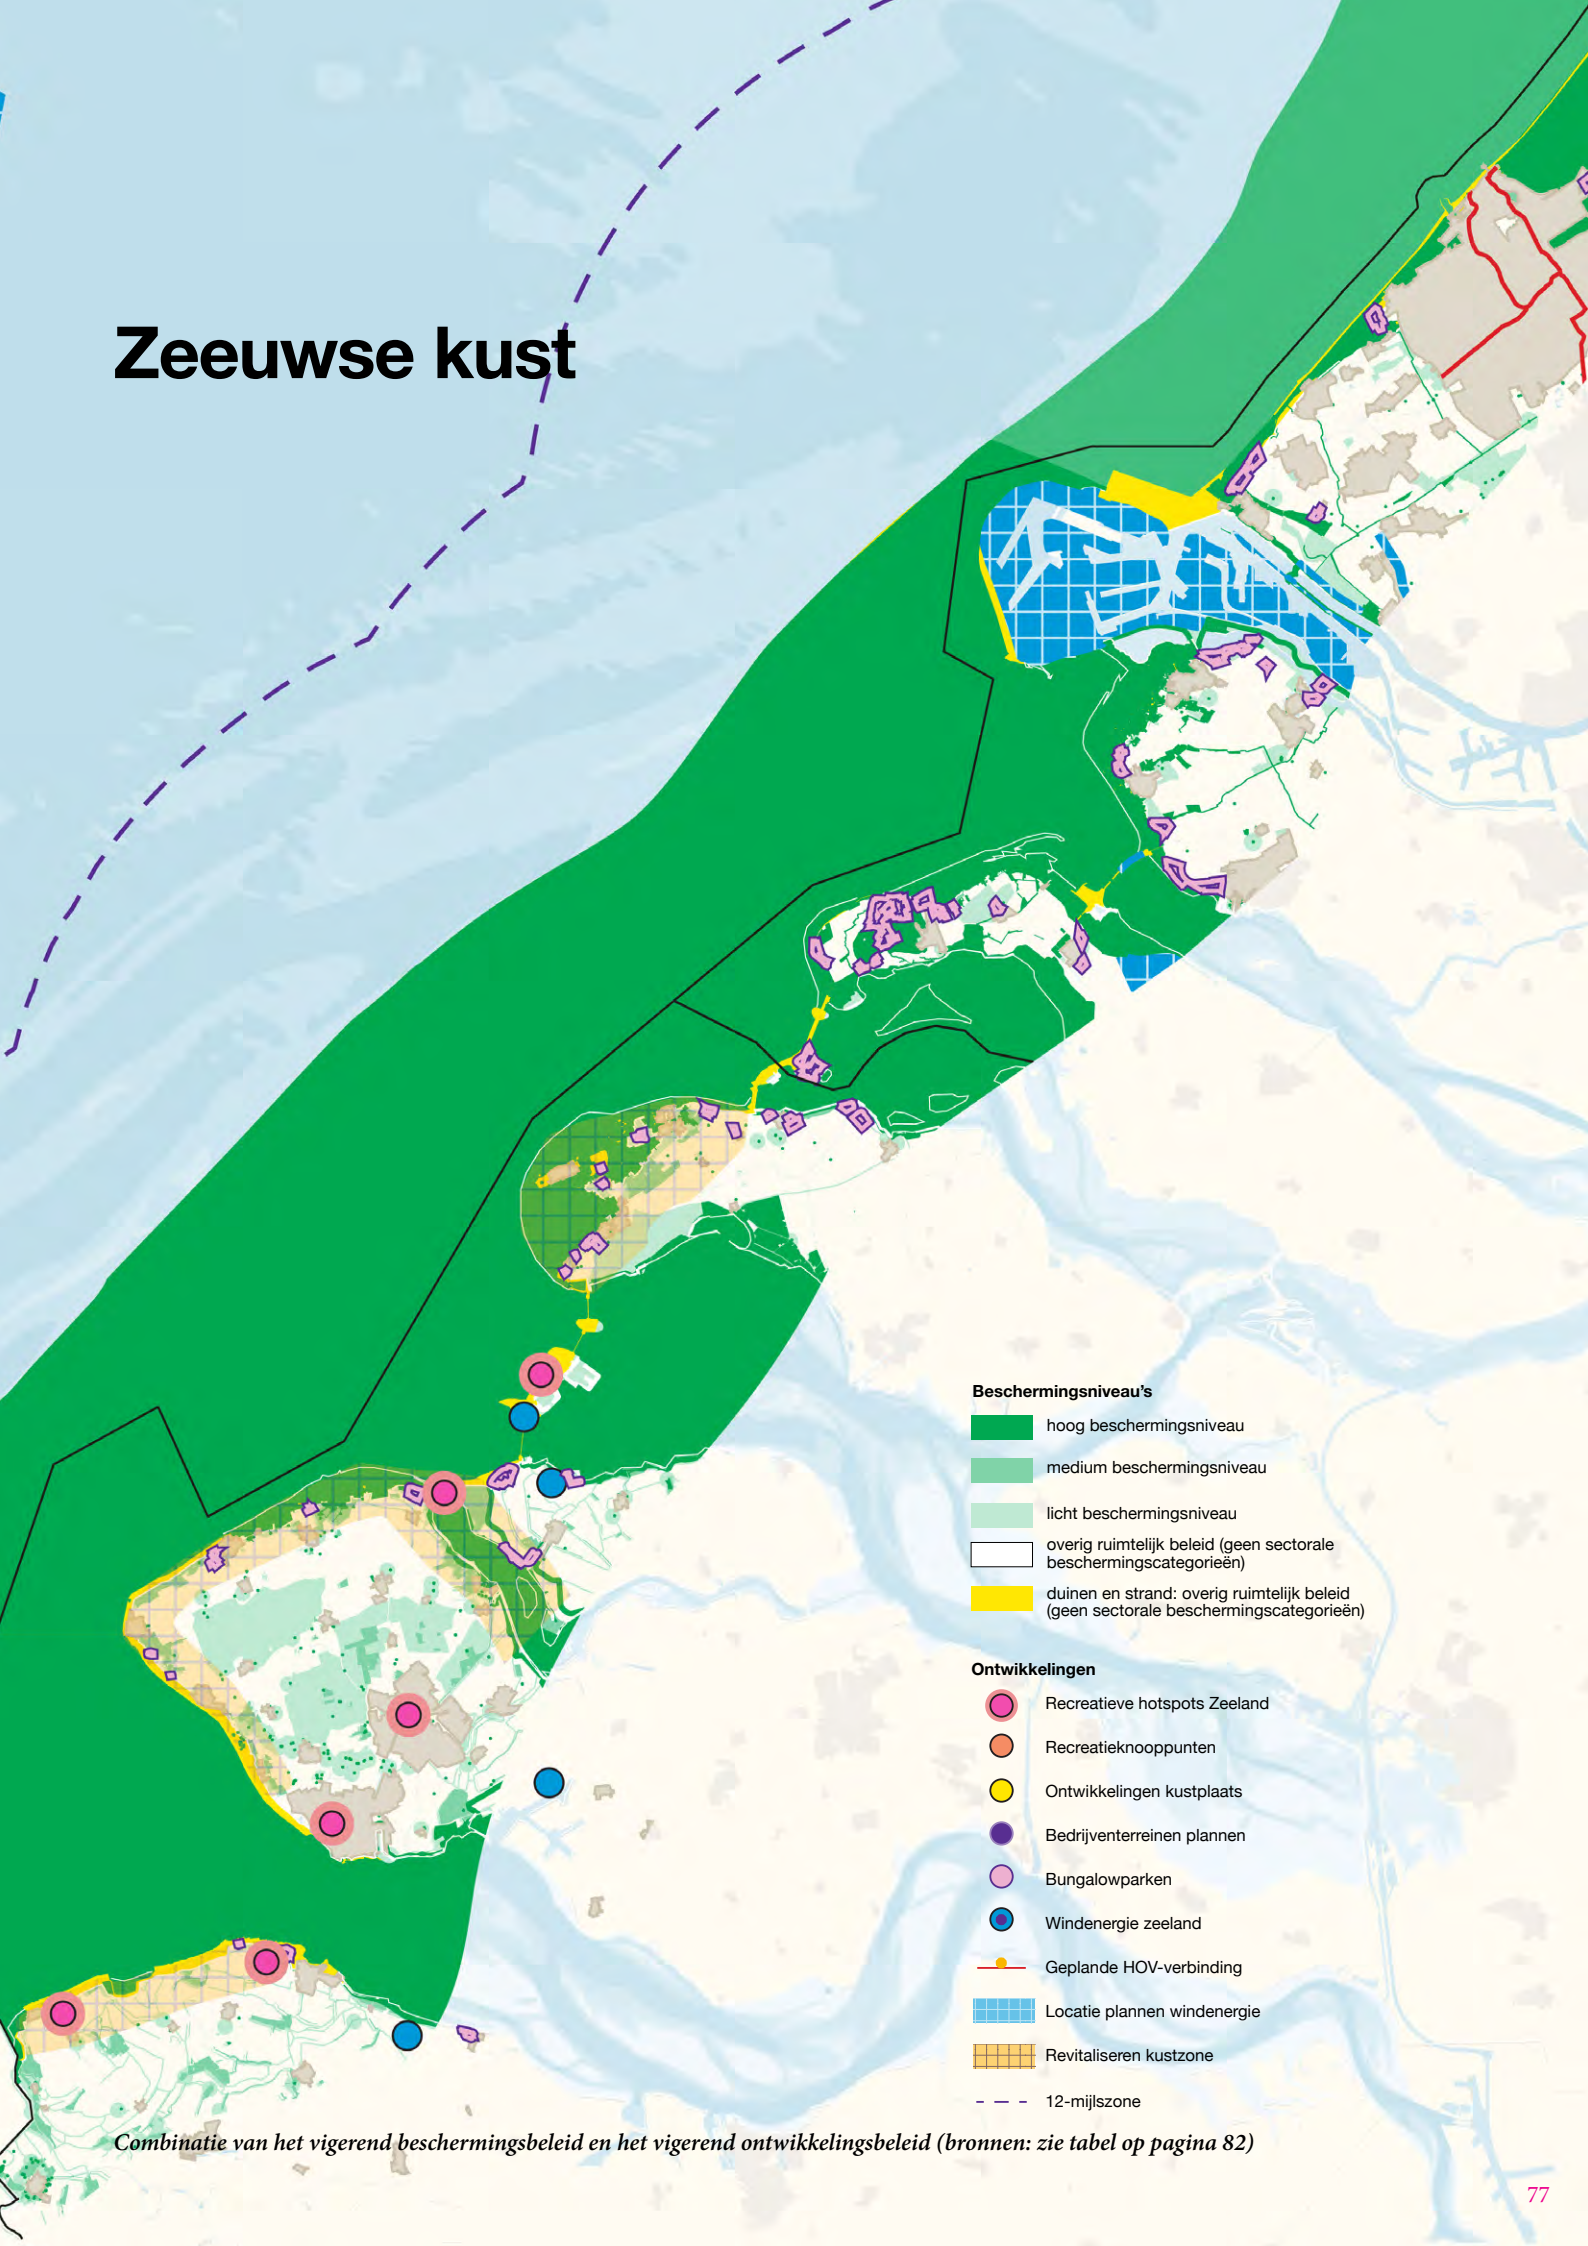 Zeeuwse kust
Beschermingsniveau's
hoog beschermingsniveau
medium beschermingsniveau
licht beschermingsniveau
overig ruimtelijk beleid (geen sectorale
beschermingscategorieën)
duinen en strand: overig ruimtelijk beleid
(geen sectorale beschermingscategorieën)
Ontwikkelingen
Recreatieve hotspots Zeeland
Recreatieknooppunten
Ontwikkelingen kustplaats
Bedrijventerreinen plannen
Bungalowparken
Windenergie zeeland
Geplande HOV-verbinding
Locatie plannen windenergie
Revitaliseren kustzone
12-mijlszone
Combinatie van het vigerend beschermingsbeleid en het vigerend ontwikkelingsbeleid (bronnen: zie tabel op pagina 82)
77